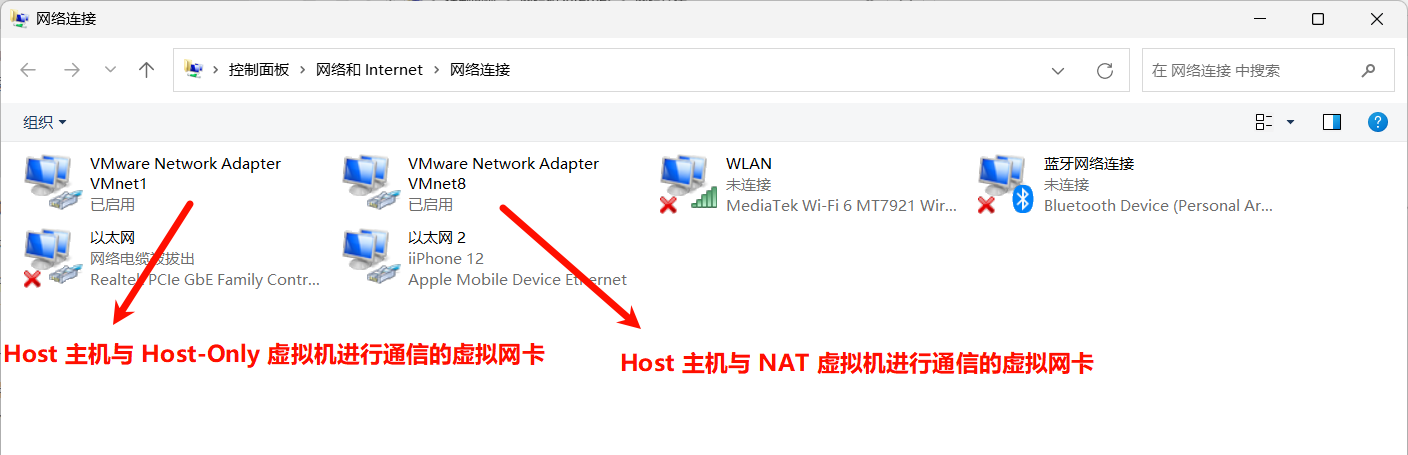 网络连接
控制面板 › 网络和 Internet › 网络连接
在 网络连接 中搜索
组织
VMware Network Adapter
VMnet1
已启用
VMware Network Adapter
VMnet8
已启用
WLAN
未连接
MediaTek Wi-Fi 6 MT7921 Wir...
蓝牙网络连接
未连接
Bluetooth Device (Personal Ar...
以太网
网络电缆被拔出
Realtek PCIe GbE Family Contr...
以太网 2
iiPhone 12
Apple Mobile Device Ethernet
Host 主机与 Host-Only 虚拟机进行通信的虚拟网卡
Host 主机与 NAT 虚拟机进行通信的虚拟网卡